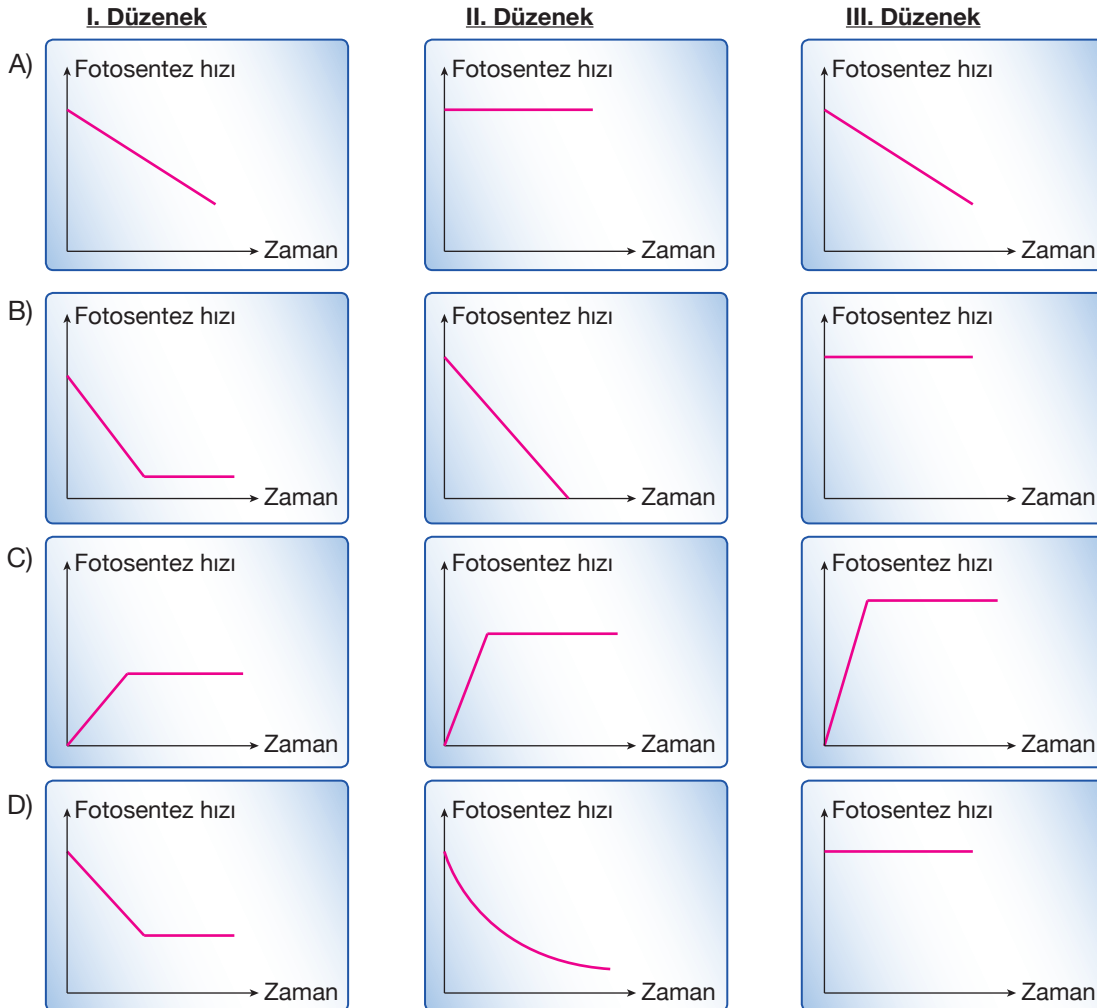 I. Düzenek II. Düzenek III. Düzenek
A) Fotosentez hızı Fotosentez hızı Fotosentez hızı
Zaman Zaman Zaman
B) Fotosentez hızı Fotosentez hızı Fotosentez hızı
Zaman Zaman Zaman
C) Fotosentez hızı Fotosentez hızı Fotosentez hızı
Zaman Zaman Zaman
D) Fotosentez hızı Fotosentez hızı Fotosentez hızı
Zaman Zaman Zaman